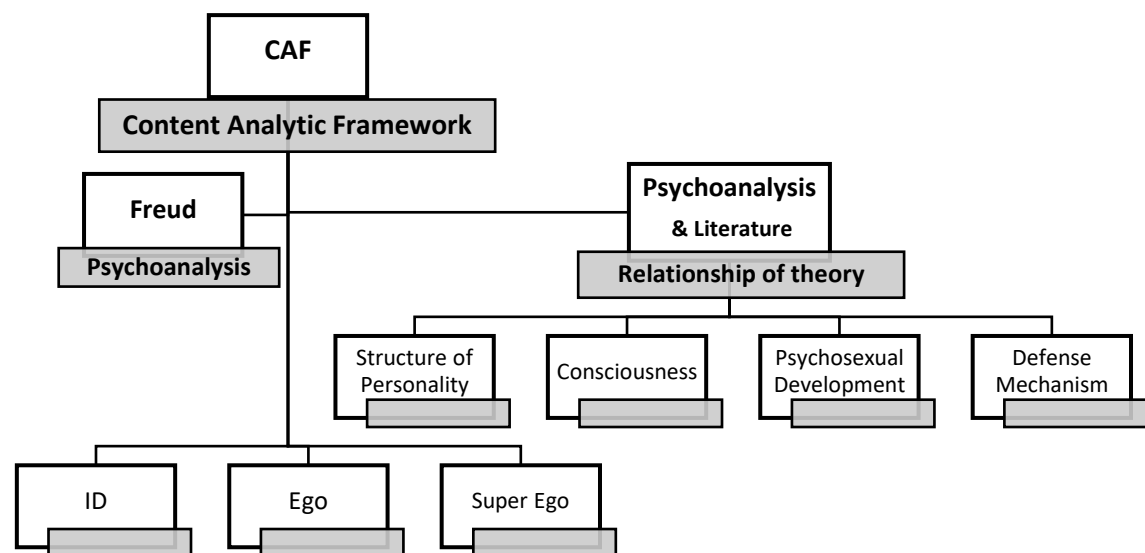 CAF
Content Analytic Framework
Freud
Psychoanalysis
Psychoanalysis
& Literature
Relationship of theory
Structure of
Personality
Consciousness
Psychosexual
Development
Defense
Mechanism
ID
Ego
Super Ego